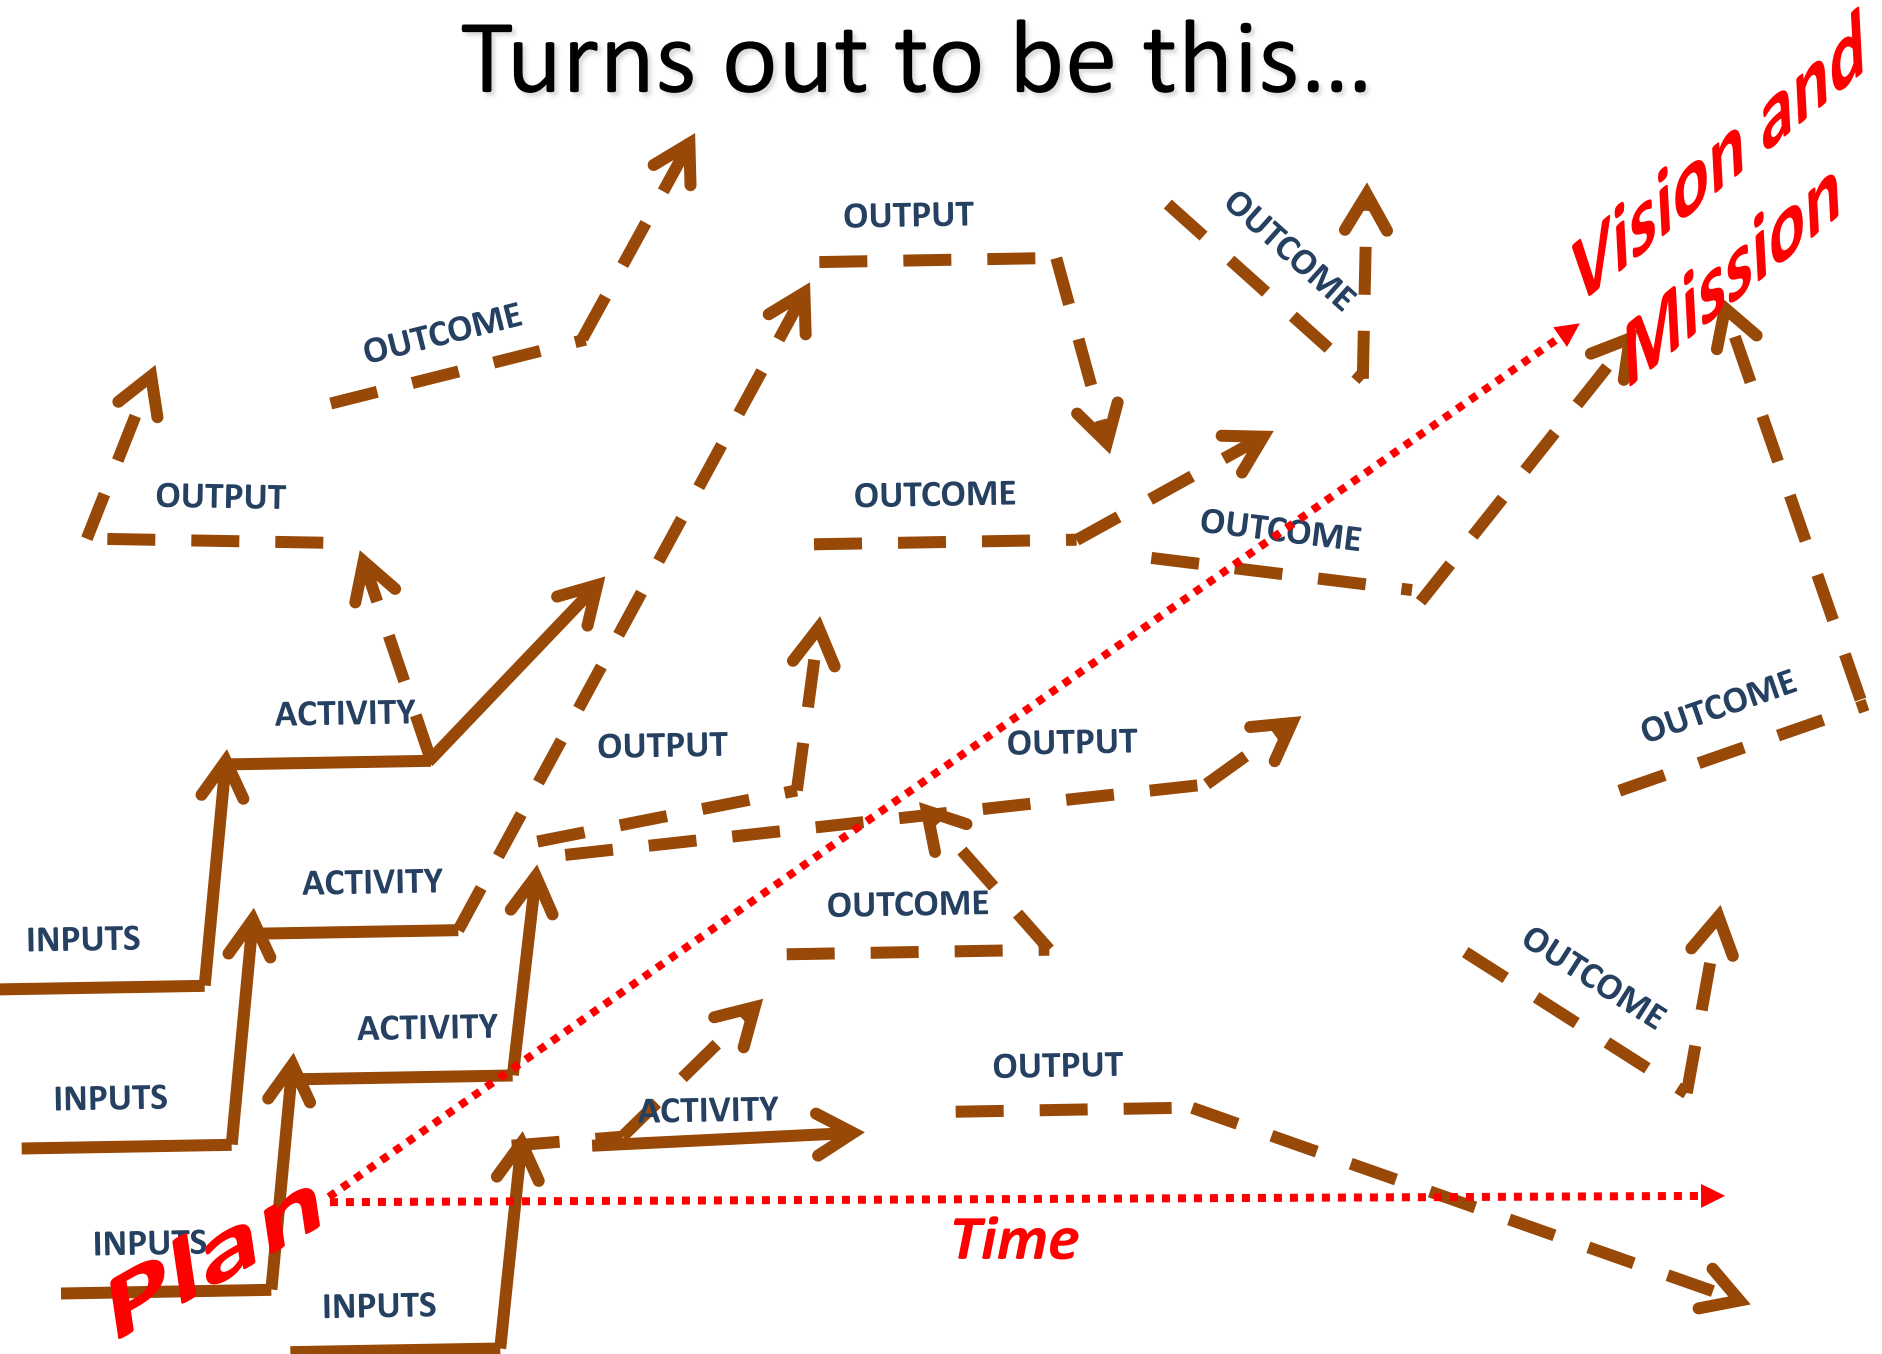 Turns out to be this...
Vision and
Mission
OUTPUT
OUTCOME
OUTCOME
OUTPUT
OUTCOME
OUTCOME
ACTIVITY
OUTPUT
OUTPUT
OUTCOME
ACTIVITY
OUTCOME
INPUTS
OUTCOME
ACTIVITY
OUTPUT
INPUTS
ACTIVITY
INPUTS
Plan
Time
INPUTS